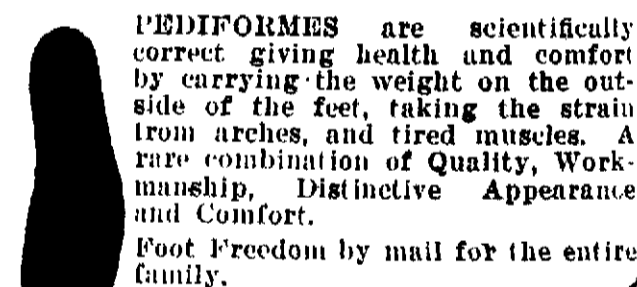 PEDIFORMES are scientifically
correct giving health and comfort
by carrying the weight on the out-
side of the feet, taking the strain
from arches, and tired muscles. A
rare combination of Quality, Work-
manship, Distinctive Appearance
and Comfort.
Foot Freedom by mail for the entire
family.